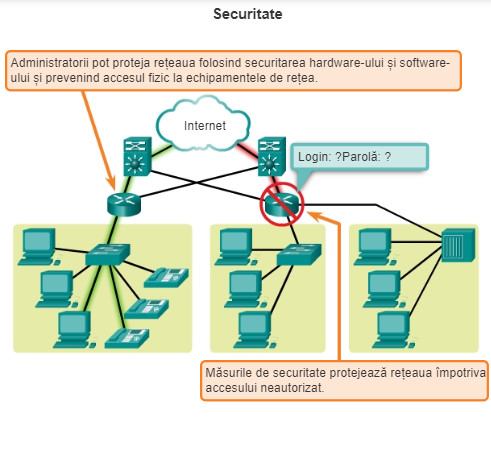 Securitate
Administratorii pot proteja rețeaua folosind securitarea hardware-ului și software-
ului și prevenind accesul fizic la echipamentele de rețea.
Internet
Login: ?Parolă: ?
Măsurile de securitate protejează rețeaua împotriva
accesului neautorizat.